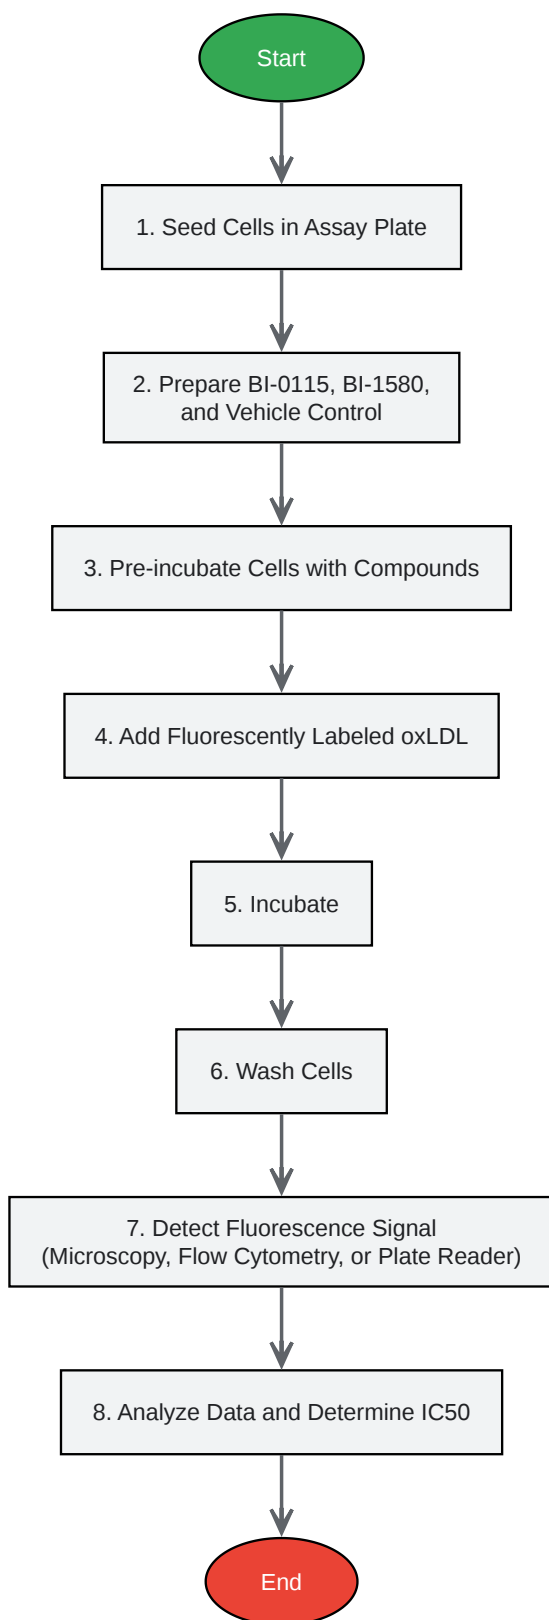 Start
1. Seed Cells in Assay Plate
2. Prepare BI-0115, BI-1580,
and Vehicle Control
3. Pre-incubate Cells with Compounds
4. Add Fluorescently Labeled oxLDL
5. Incubate
6. Wash Cells
7. Detect Fluorescence Signal
(Microscopy, Flow Cytometry, or Plate Reader)
8. Analyze Data and Determine IC50
End